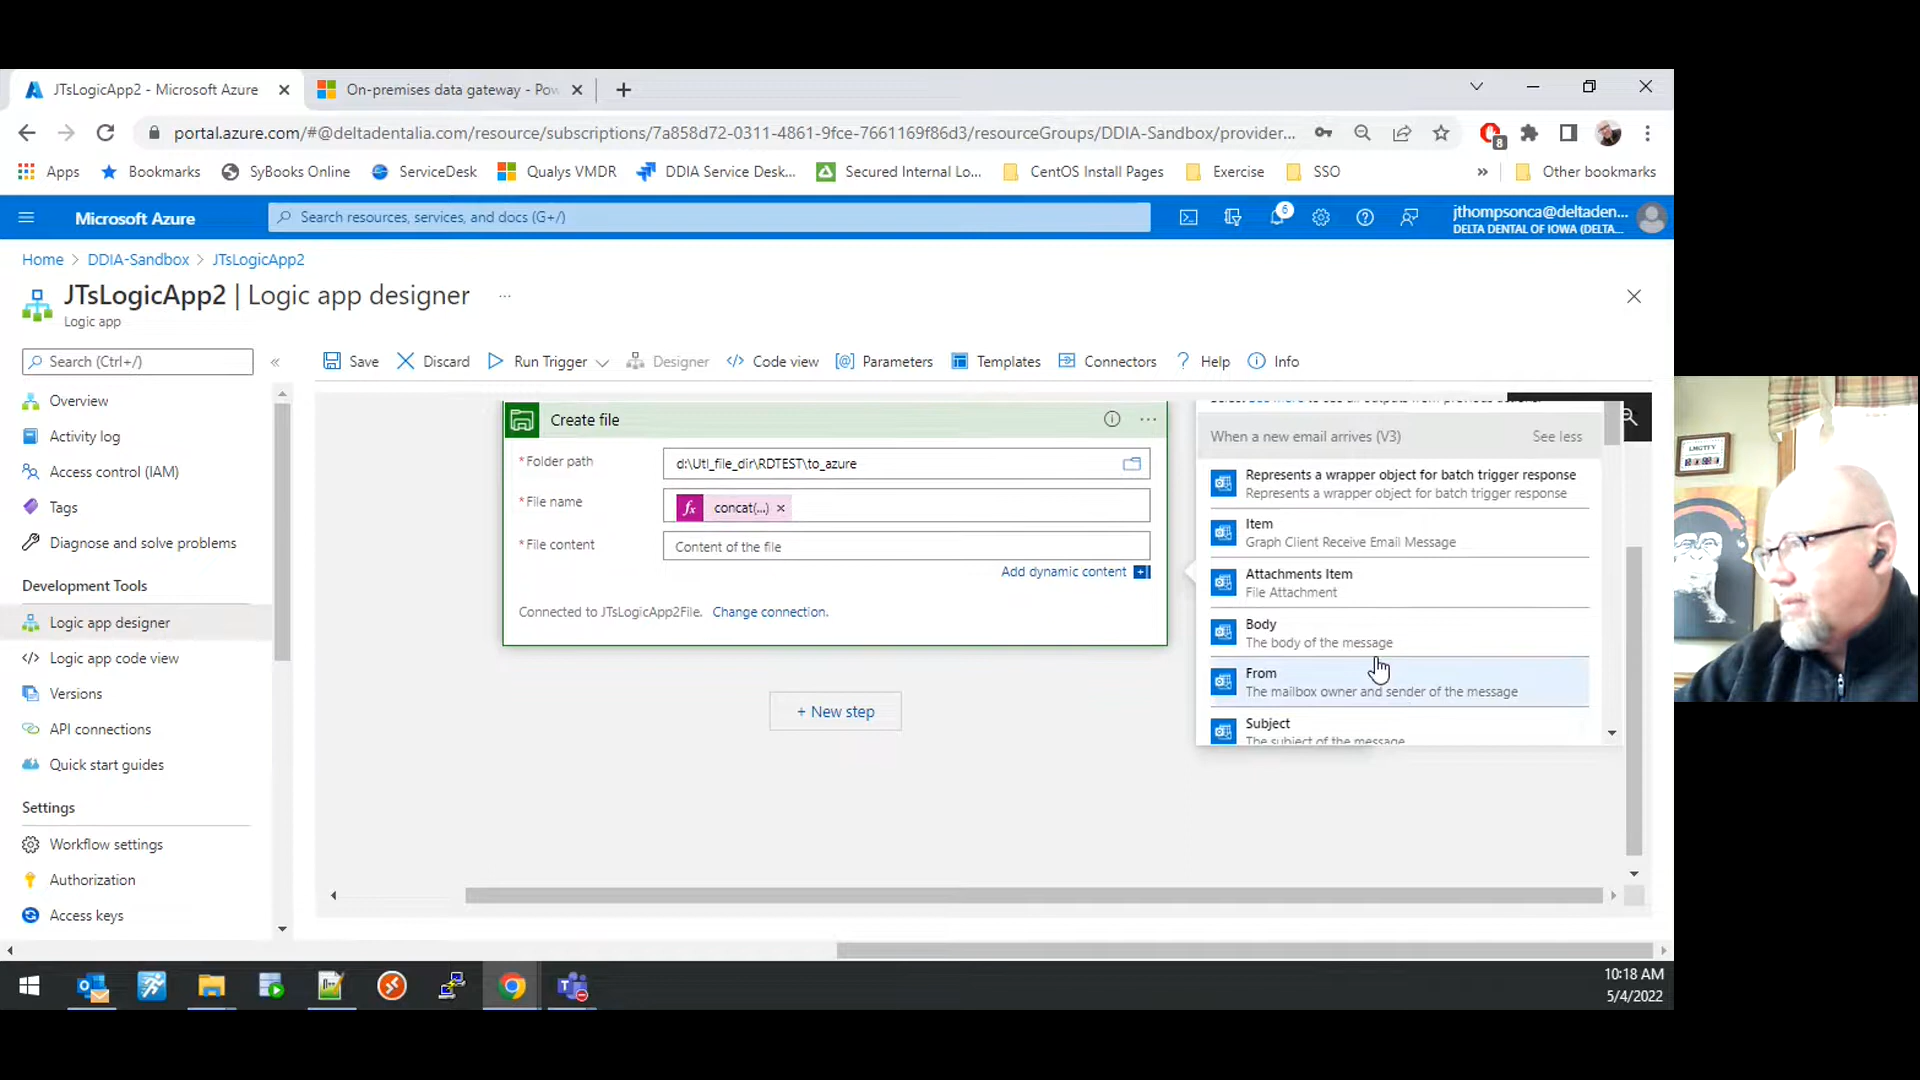 JTsLogicApp2 - Microsoft Azure
On-premises data gateway - Pow
portal.azure.com/#@deltadentalia.com/resource/subscriptions/7a858d72-0311-4861-9fce-7661169f86d3/resourceGroups/DDIA-Sandbox/provider...
8
Apps Bookmarks SyBooks Online ServiceDesk Qualys VMDR DDIA Service Desk... Secured Internal Lo... CentOS Install Pages Exercise SSO » Other bookmarks
Microsoft Azure
Search resources, services, and docs (G+/)
6
jthompsonca@deltaden...
DELTA DENTAL OF IOWA (DELTA...
Home > DDIA-Sandbox > JTsLogicApp2
JTsLogicApp2 | Logic app designer ...
Logic app
Search (Ctrl+/) «
Save Discard Run Trigger Designer Code view Parameters Templates Connectors Help Info
Overview
Activity log
Access control (IAM)
Tags
Diagnose and solve problems
Development Tools
Logic app designer
Logic app code view
Versions
API connections
Quick start guides
Settings
Workflow settings
Authorization
Access keys
Create file
* Folder path
d:\Utl_file_dir\RDTEST\to_azure
* File name
fx concat(...) ×
* File content
Content of the file
Add dynamic content
Connected to JTsLogicApp2File. Change connection.
+ New step
When a new email arrives (V3) See less
Represents a wrapper object for batch trigger response
Represents a wrapper object for batch trigger response
Item
Graph Client Receive Email Message
Attachments Item
File Attachment
Body
The body of the message
From
The mailbox owner and sender of the message
Subject
The subject of the message
LMGTFY
10:18 AM
5/4/2022